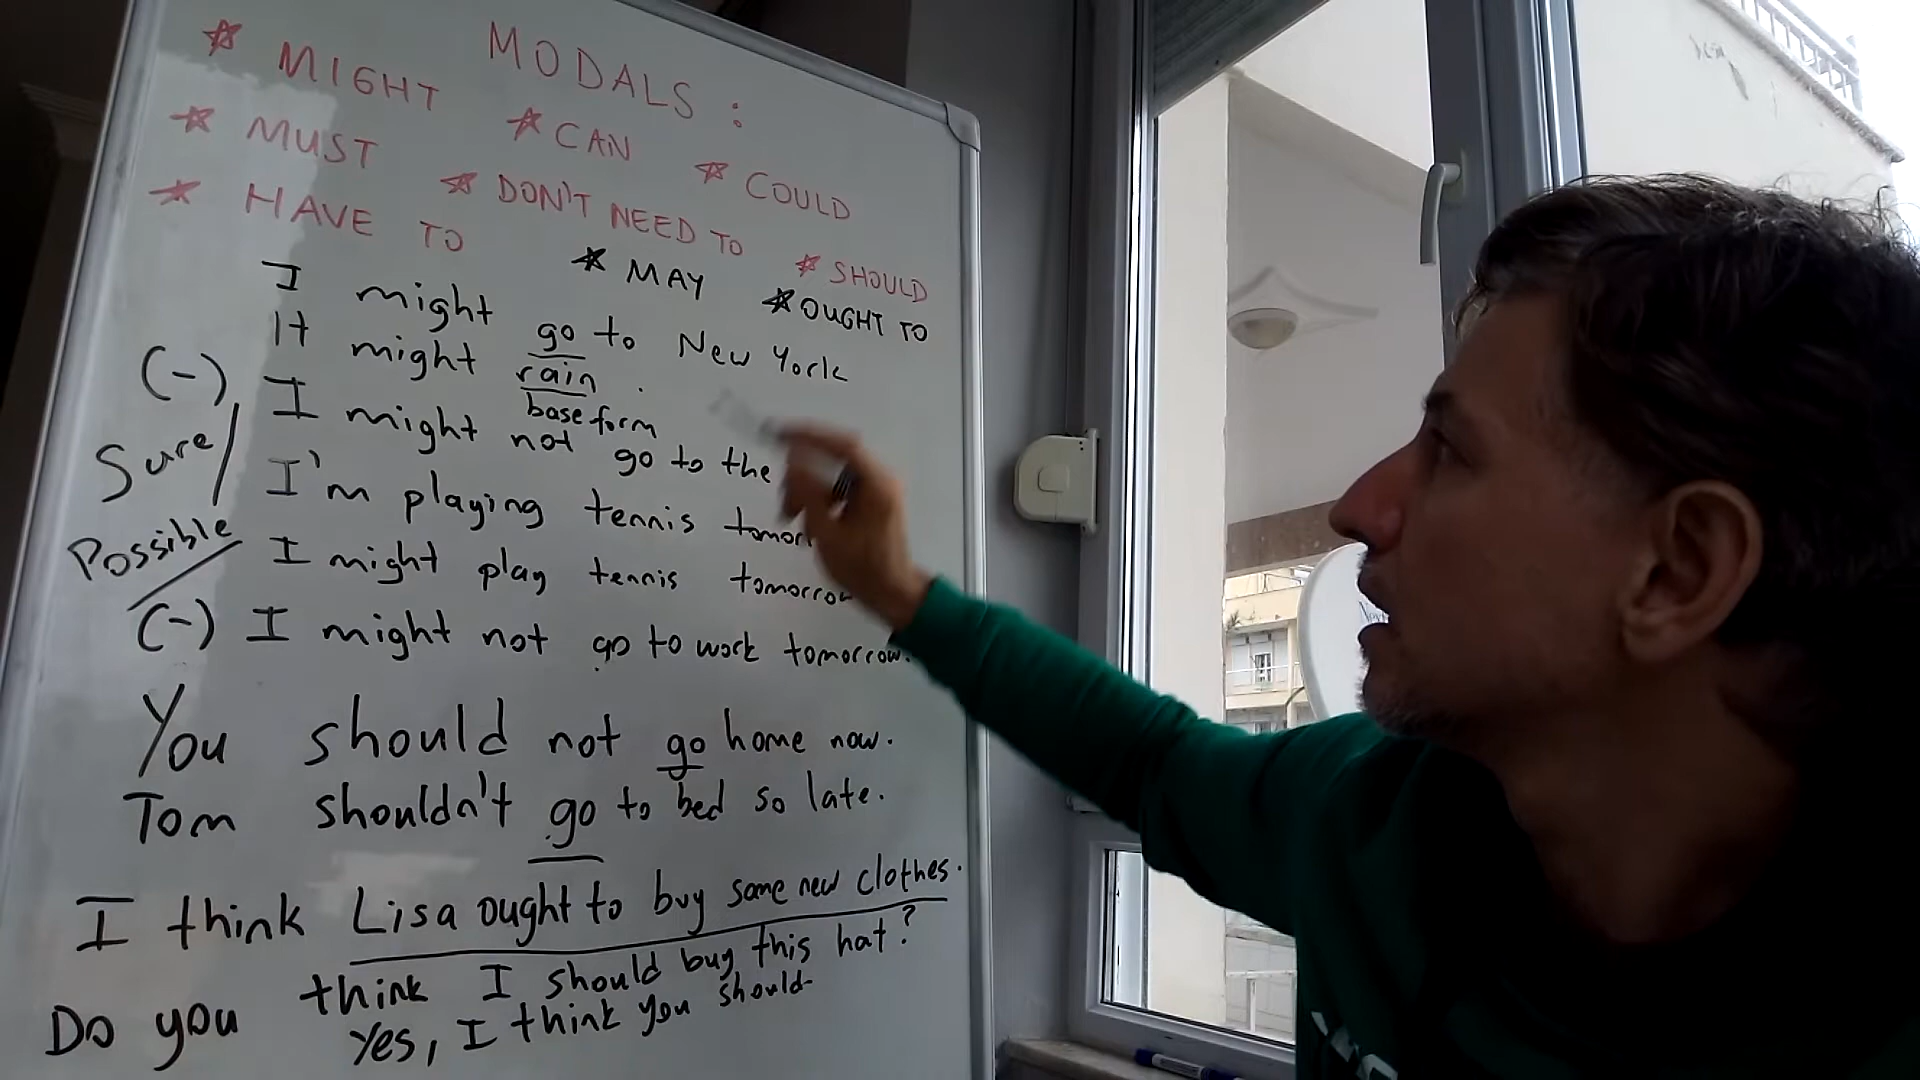 MODALS :
☆ MIGHT ☆ CAN ☆ COULD
☆ MUST ☆ DON'T NEED TO ☆ SHOULD
☆ HAVE TO ☆ MAY ☆ OUGHT TO
I might go to New York
It might rain.
base form
(-) I might not go to the
Sure / I'm playing tennis
Possible / I might play tennis tomorrow
(-) I might not go to work tomorrow.
You should not go home now.
Tom shouldn't go to bed so late.
I think Lisa ought to buy some new clothes.
Do you think I should buy this hat?
Yes, I think you should.